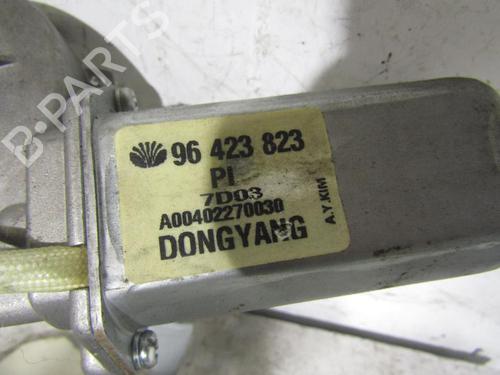 B-PARTS
96 423 823
PI
7D03
A00402270030
DONGYANG
A.Y.KIM